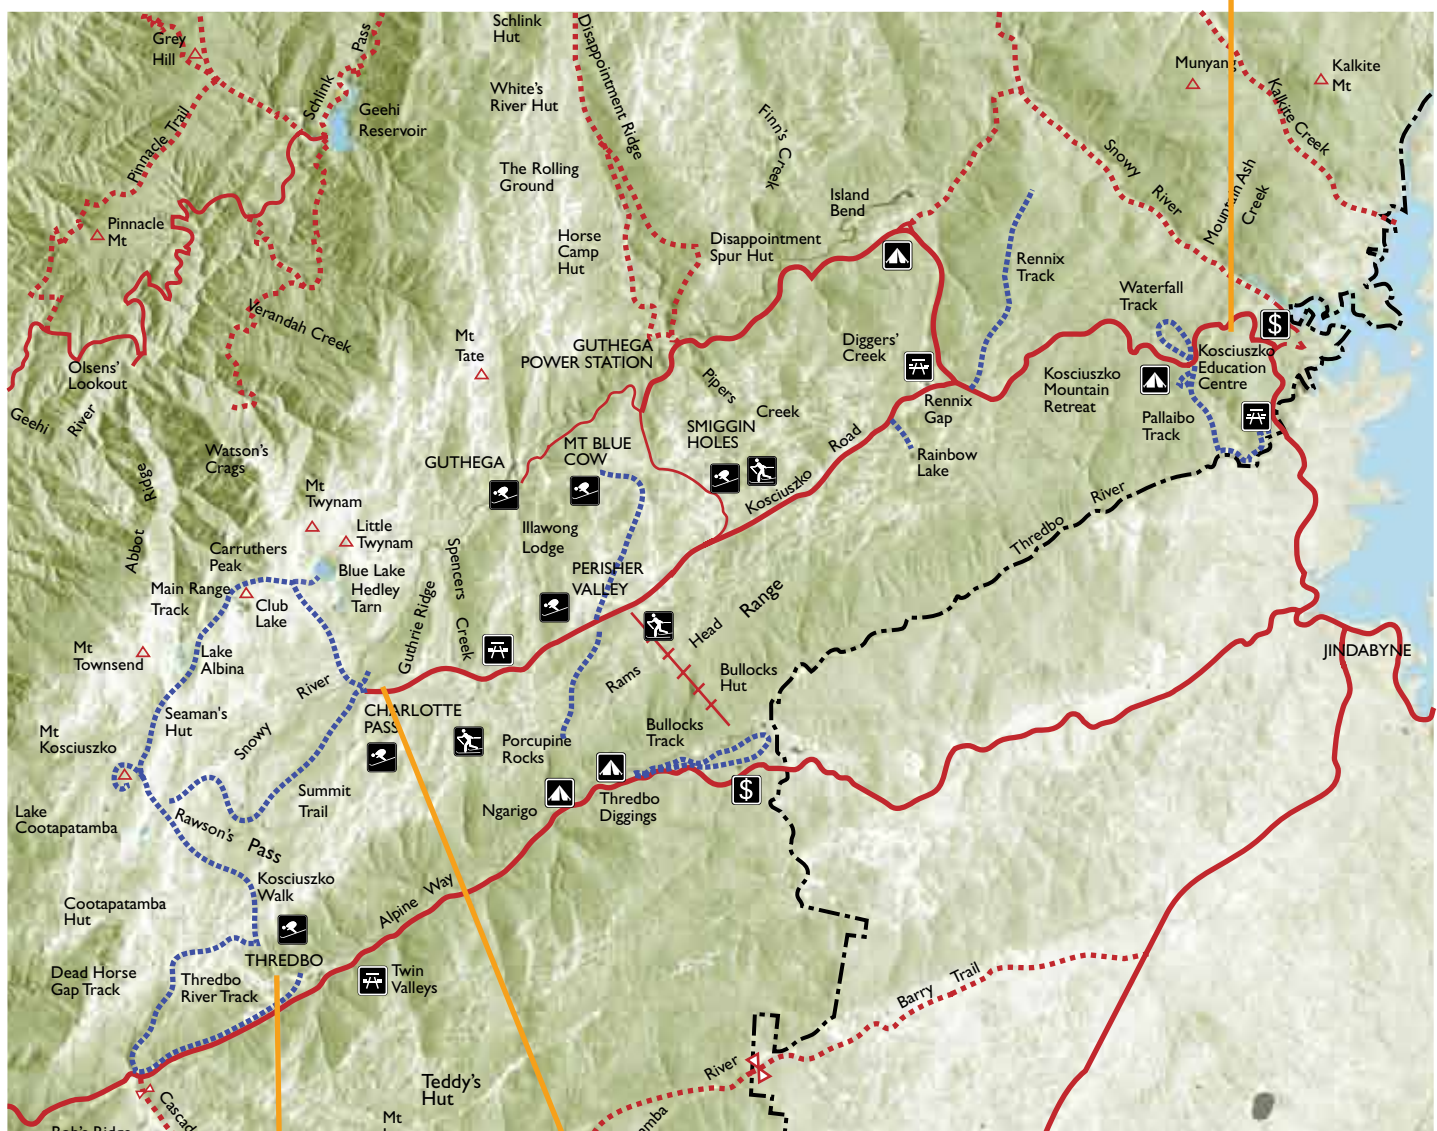 Schlink
Hut
Disappointment Ridge
Pass
Schlink
Grey
Hill
Munyang
Kalkite
Mt
Kalkite Creek
White's
River Hut
Geehi
Reservoir
Pinnacle Trail
Finn's Creek
Snowy River
Mountain Ash
Creek
The Rolling
Ground
Island
Bend
Pinnacle
Mt
Horse
Camp
Hut
Disappointment
Spur Hut
Rennix
Track
Waterfall
Track
Verandah Creek
Mt
Tate
GUTHEGA
POWER STATION
Diggers'
Creek
$
Kosciuszko
Education
Centre
Olsens'
Lookout
Geehi River
Pipers
Creek
Kosciuszko
Mountain
Retreat
Rennix
Gap
Pallaibo
Track
SMIGGIN
HOLES
MT BLUE
COW
Watson's
Crags
GUTHEGA
Rainbow
Lake
Kosciuszko Road
Abbot Ridge
Mt
Twynam
Little
Twynam
Illawong
Lodge
Thredbo River
Carruthers
Peak
Blue Lake
Hedley
Tarn
Spencers Creek
PERISHER
VALLEY
Main Range
Track
Club
Lake
Guthrie Ridge
Rams Head Range
Mt
Townsend
Lake
Albina
JINDABYNE
Bullocks
Hut
Snowy River
Seaman's
Hut
CHARLOTTE
PASS
Bullocks
Track
Mt
Kosciuszko
Porcupine
Rocks
Summit
Trail
Ngarigo
Thredbo
Diggings
$
Lake
Cootapatamba
Rawson's Pass
Kosciuszko
Walk
Alpine Way
Cootapatamba
Hut
THREDBO
Dead Horse
Gap Track
Thredbo
River Track
Twin
Valleys
Barry Trail
River
Teddy's
Hut
Mt